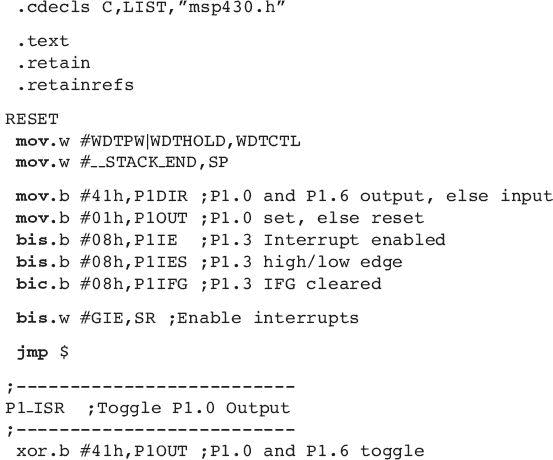 .cdecls C,LIST,”msp430.h”
.text
.retain
.retainrefs
RESET
mov.w #WDTPW|WDTHOLD,WDTCTL
mov.w #__STACK_END,SP
mov.b #41h,P1DIR ;P1.0 and P1.6 output, else input
mov.b #01h,P1OUT ;P1.0 set, else reset
bis.b #08h,P1IE ;P1.3 Interrupt enabled
bis.b #08h,P1IES ;P1.3 high/low edge
bic.b #08h,P1IFG ;P1.3 IFG cleared
bis.w #GIE,SR ;Enable interrupts
jmp $
;--------------------------
P1_ISR ;Toggle P1.0 Output
;--------------------------
xor.b #41h,P1OUT ;P1.0 and P1.6 toggle